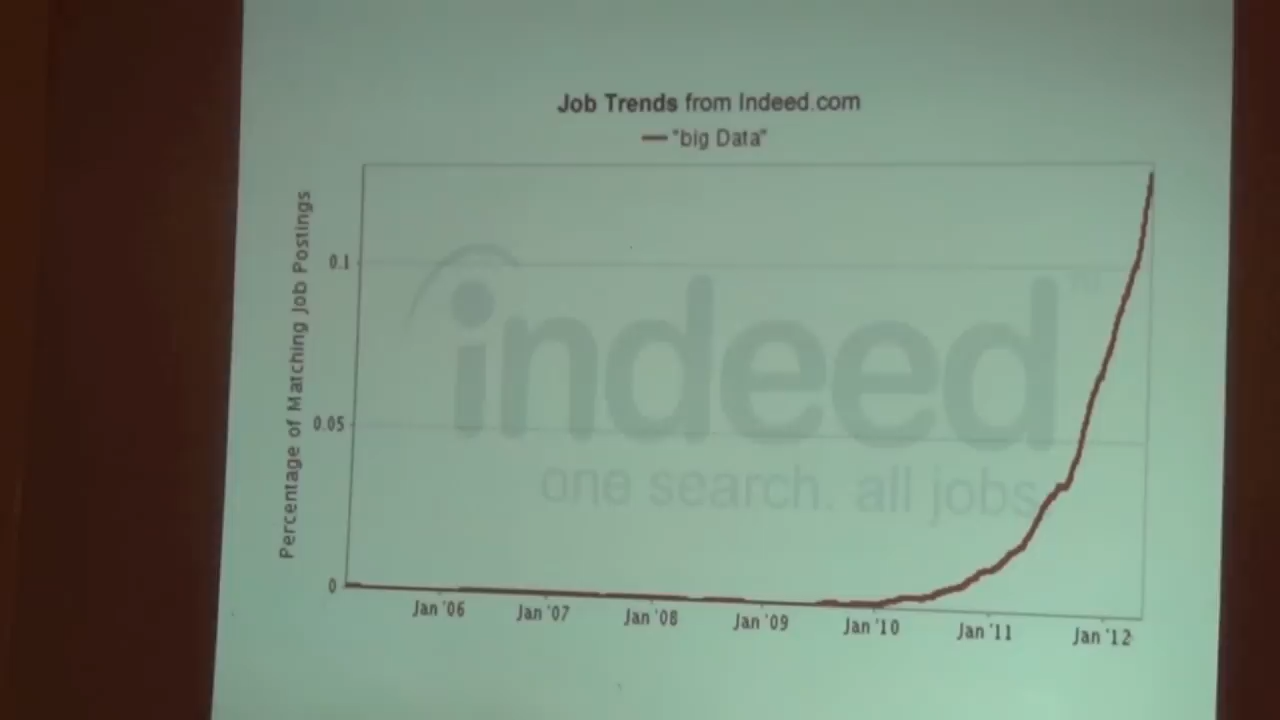 Job Trends from Indeed.com
"big Data"
Percentage of Matching Job Postings
0.1
0.05
0
indeed
one search. all jobs
Jan '06
Jan '07
Jan '08
Jan '09
Jan '10
Jan '11
Jan '12